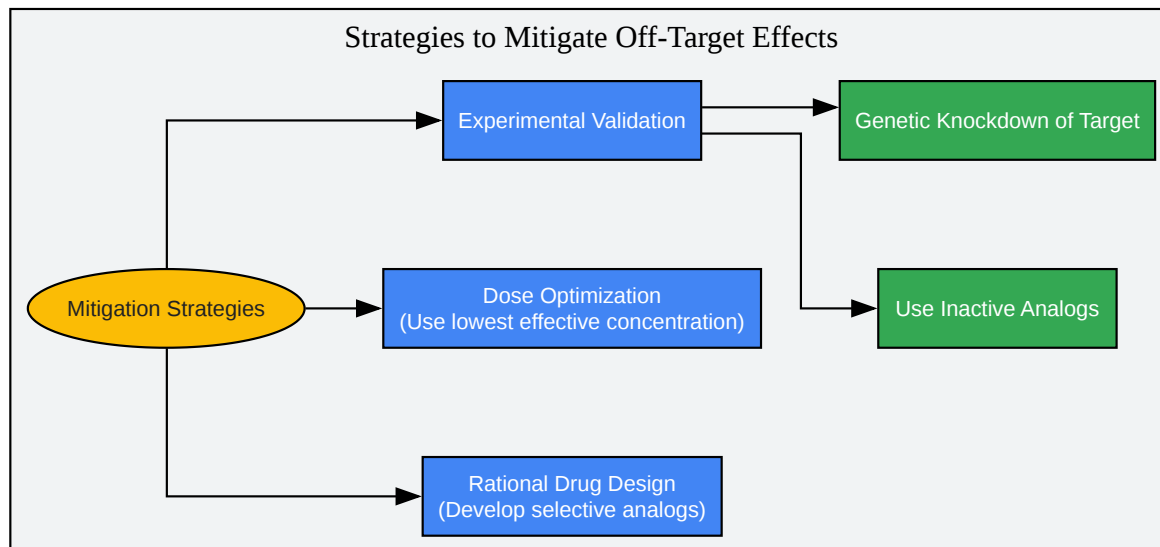 Strategies to Mitigate Off-Target Effects
Experimental Validation
Genetic Knockdown of Target
Mitigation Strategies
Dose Optimization
(Use lowest effective concentration)
Use Inactive Analogs
Rational Drug Design
(Develop selective analogs)